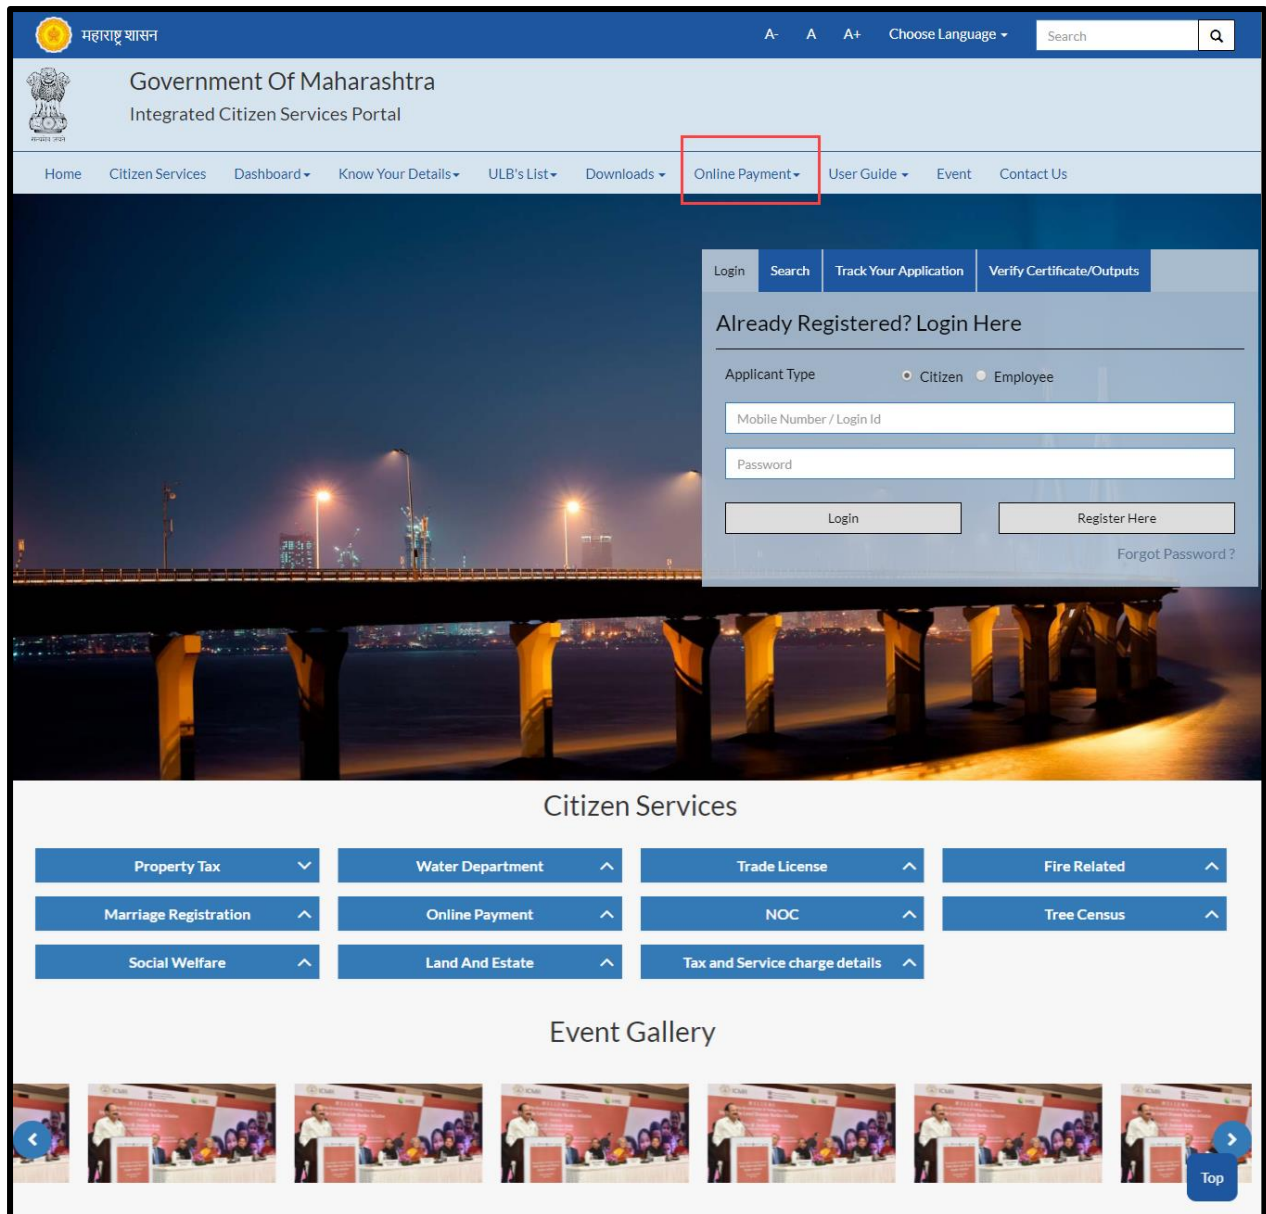 महाराष्ट्र शासन
A- A A+ Choose Language Search
Government Of Maharashtra
Integrated Citizen Services Portal
सत्यमेव जयते
Home Citizen Services Dashboard Know Your Details ULB's List Downloads Online Payment User Guide Event Contact Us
Login Search Track Your Application Verify Certificate/Outputs
Already Registered? Login Here
Applicant Type Citizen Employee
Mobile Number / Login Id
Password
Login Register Here
Forgot Password ?
Citizen Services
Property Tax Water Department Trade License Fire Related
Marriage Registration Online Payment NOC Tree Census
Social Welfare Land And Estate Tax and Service charge details
Event Gallery
Top